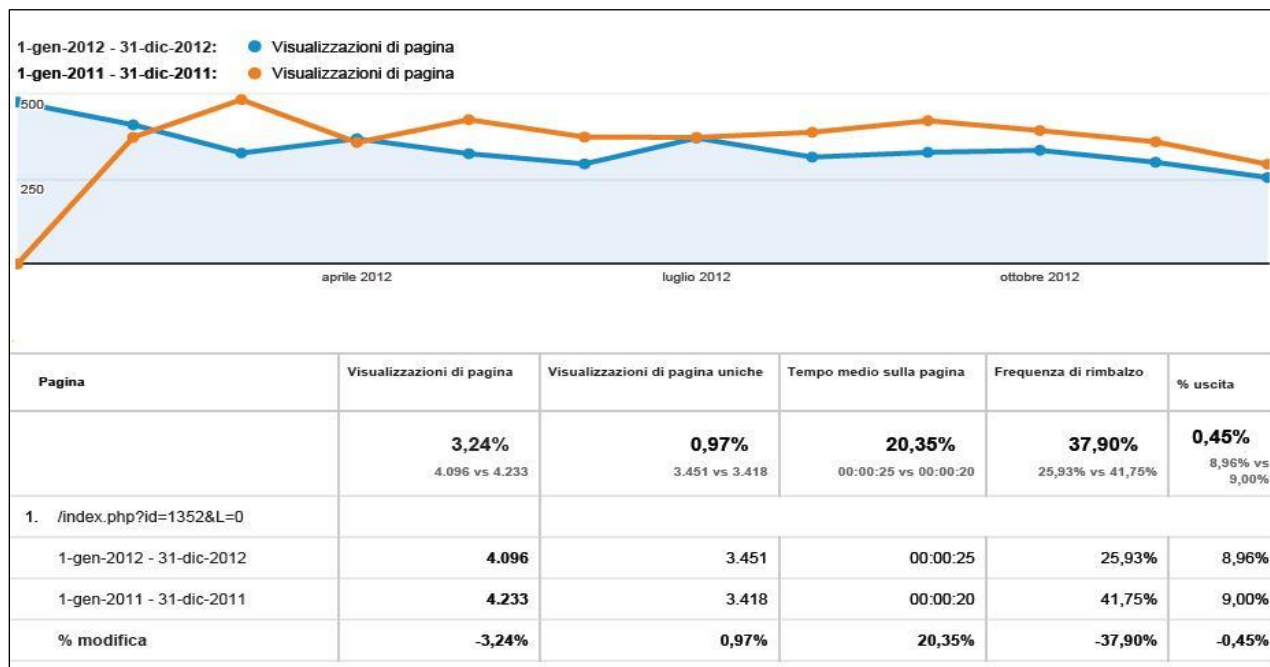 1-gen-2012 - 31-dic-2012: Visualizzazioni di pagina
1-gen-2011 - 31-dic-2011: Visualizzazioni di pagina
500
250
aprile 2012 luglio 2012 ottobre 2012
Pagina Visualizzazioni di pagina Visualizzazioni di pagina uniche Tempo medio sulla pagina Frequenza di rimbalzo % uscita
3,24% 0,97% 20,35% 37,90% 0,45%
4.096 vs 4.233 3.451 vs 3.418 00:00:25 vs 00:00:20 25,93% vs 41,75% 8,96% vs
9,00%
1. /index.php?id=1352&L=0
1-gen-2012 - 31-dic-2012 4.096 3.451 00:00:25 25,93% 8,96%
1-gen-2011 - 31-dic-2011 4.233 3.418 00:00:20 41,75% 9,00%
% modifica -3,24% 0,97% 20,35% -37,90% -0,45%